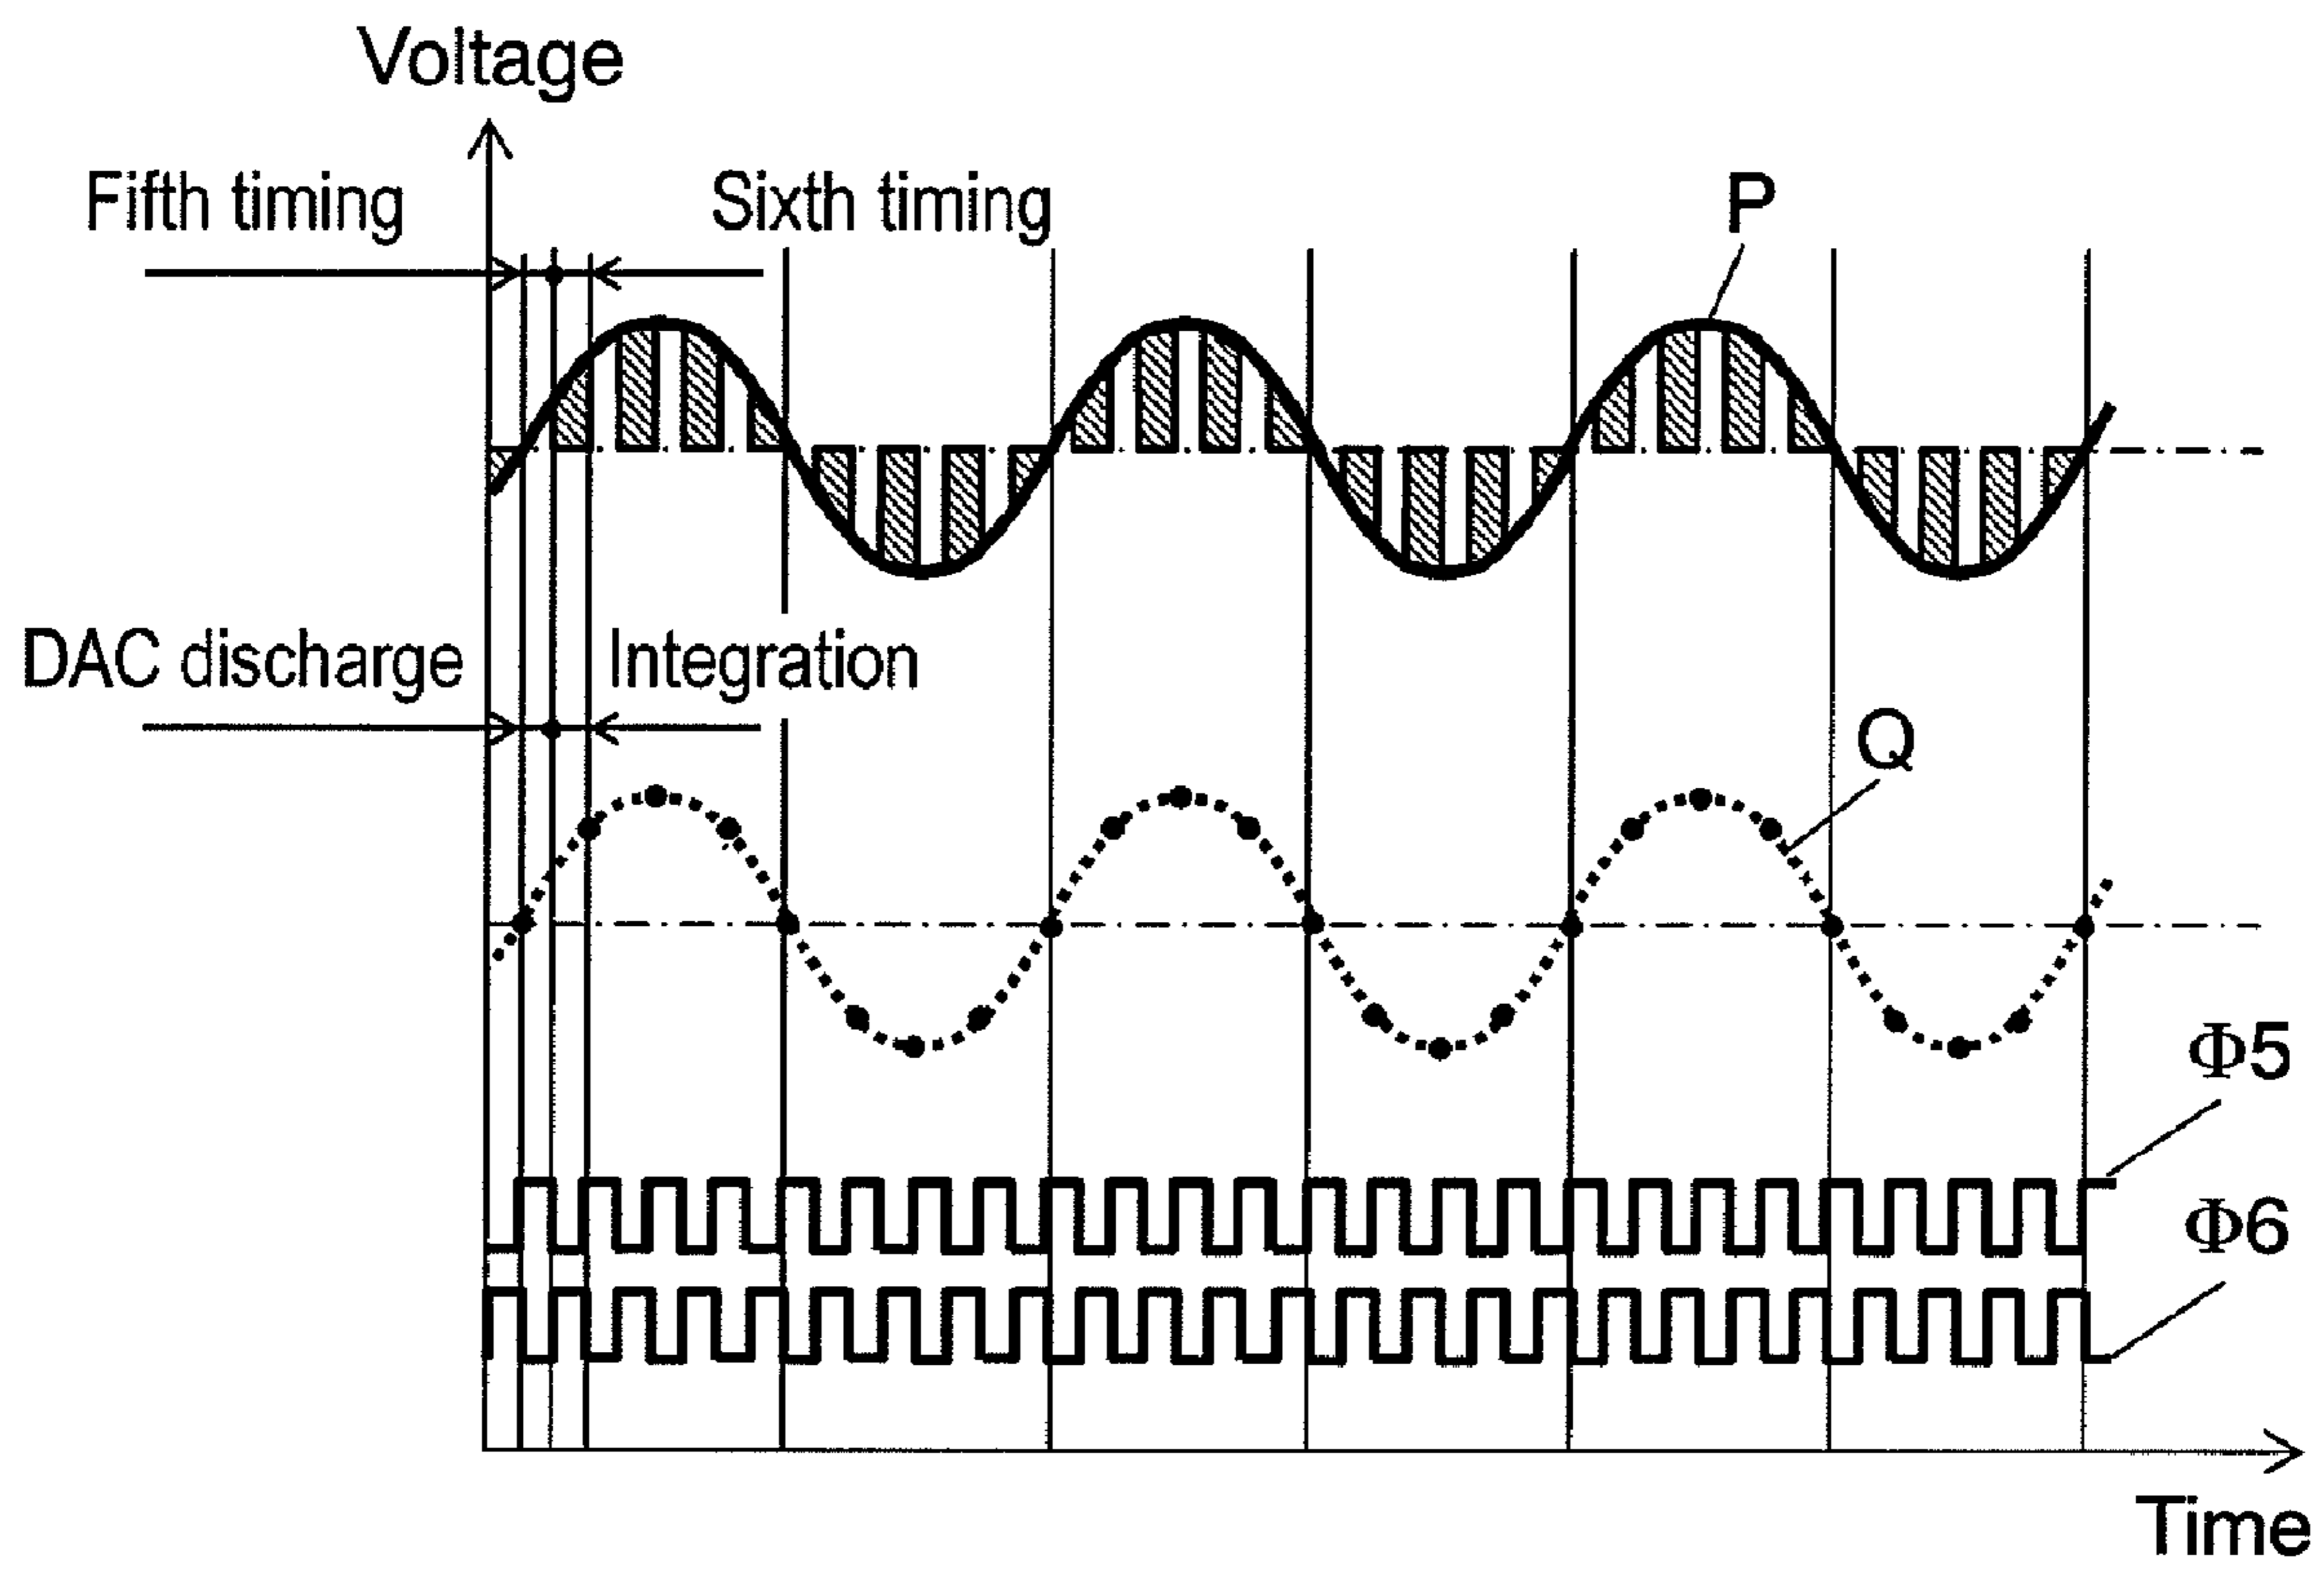 Voltage
Fifth timing
Sixth timing
P
DAC discharge
Integration
Q
Φ5
Φ6
Time